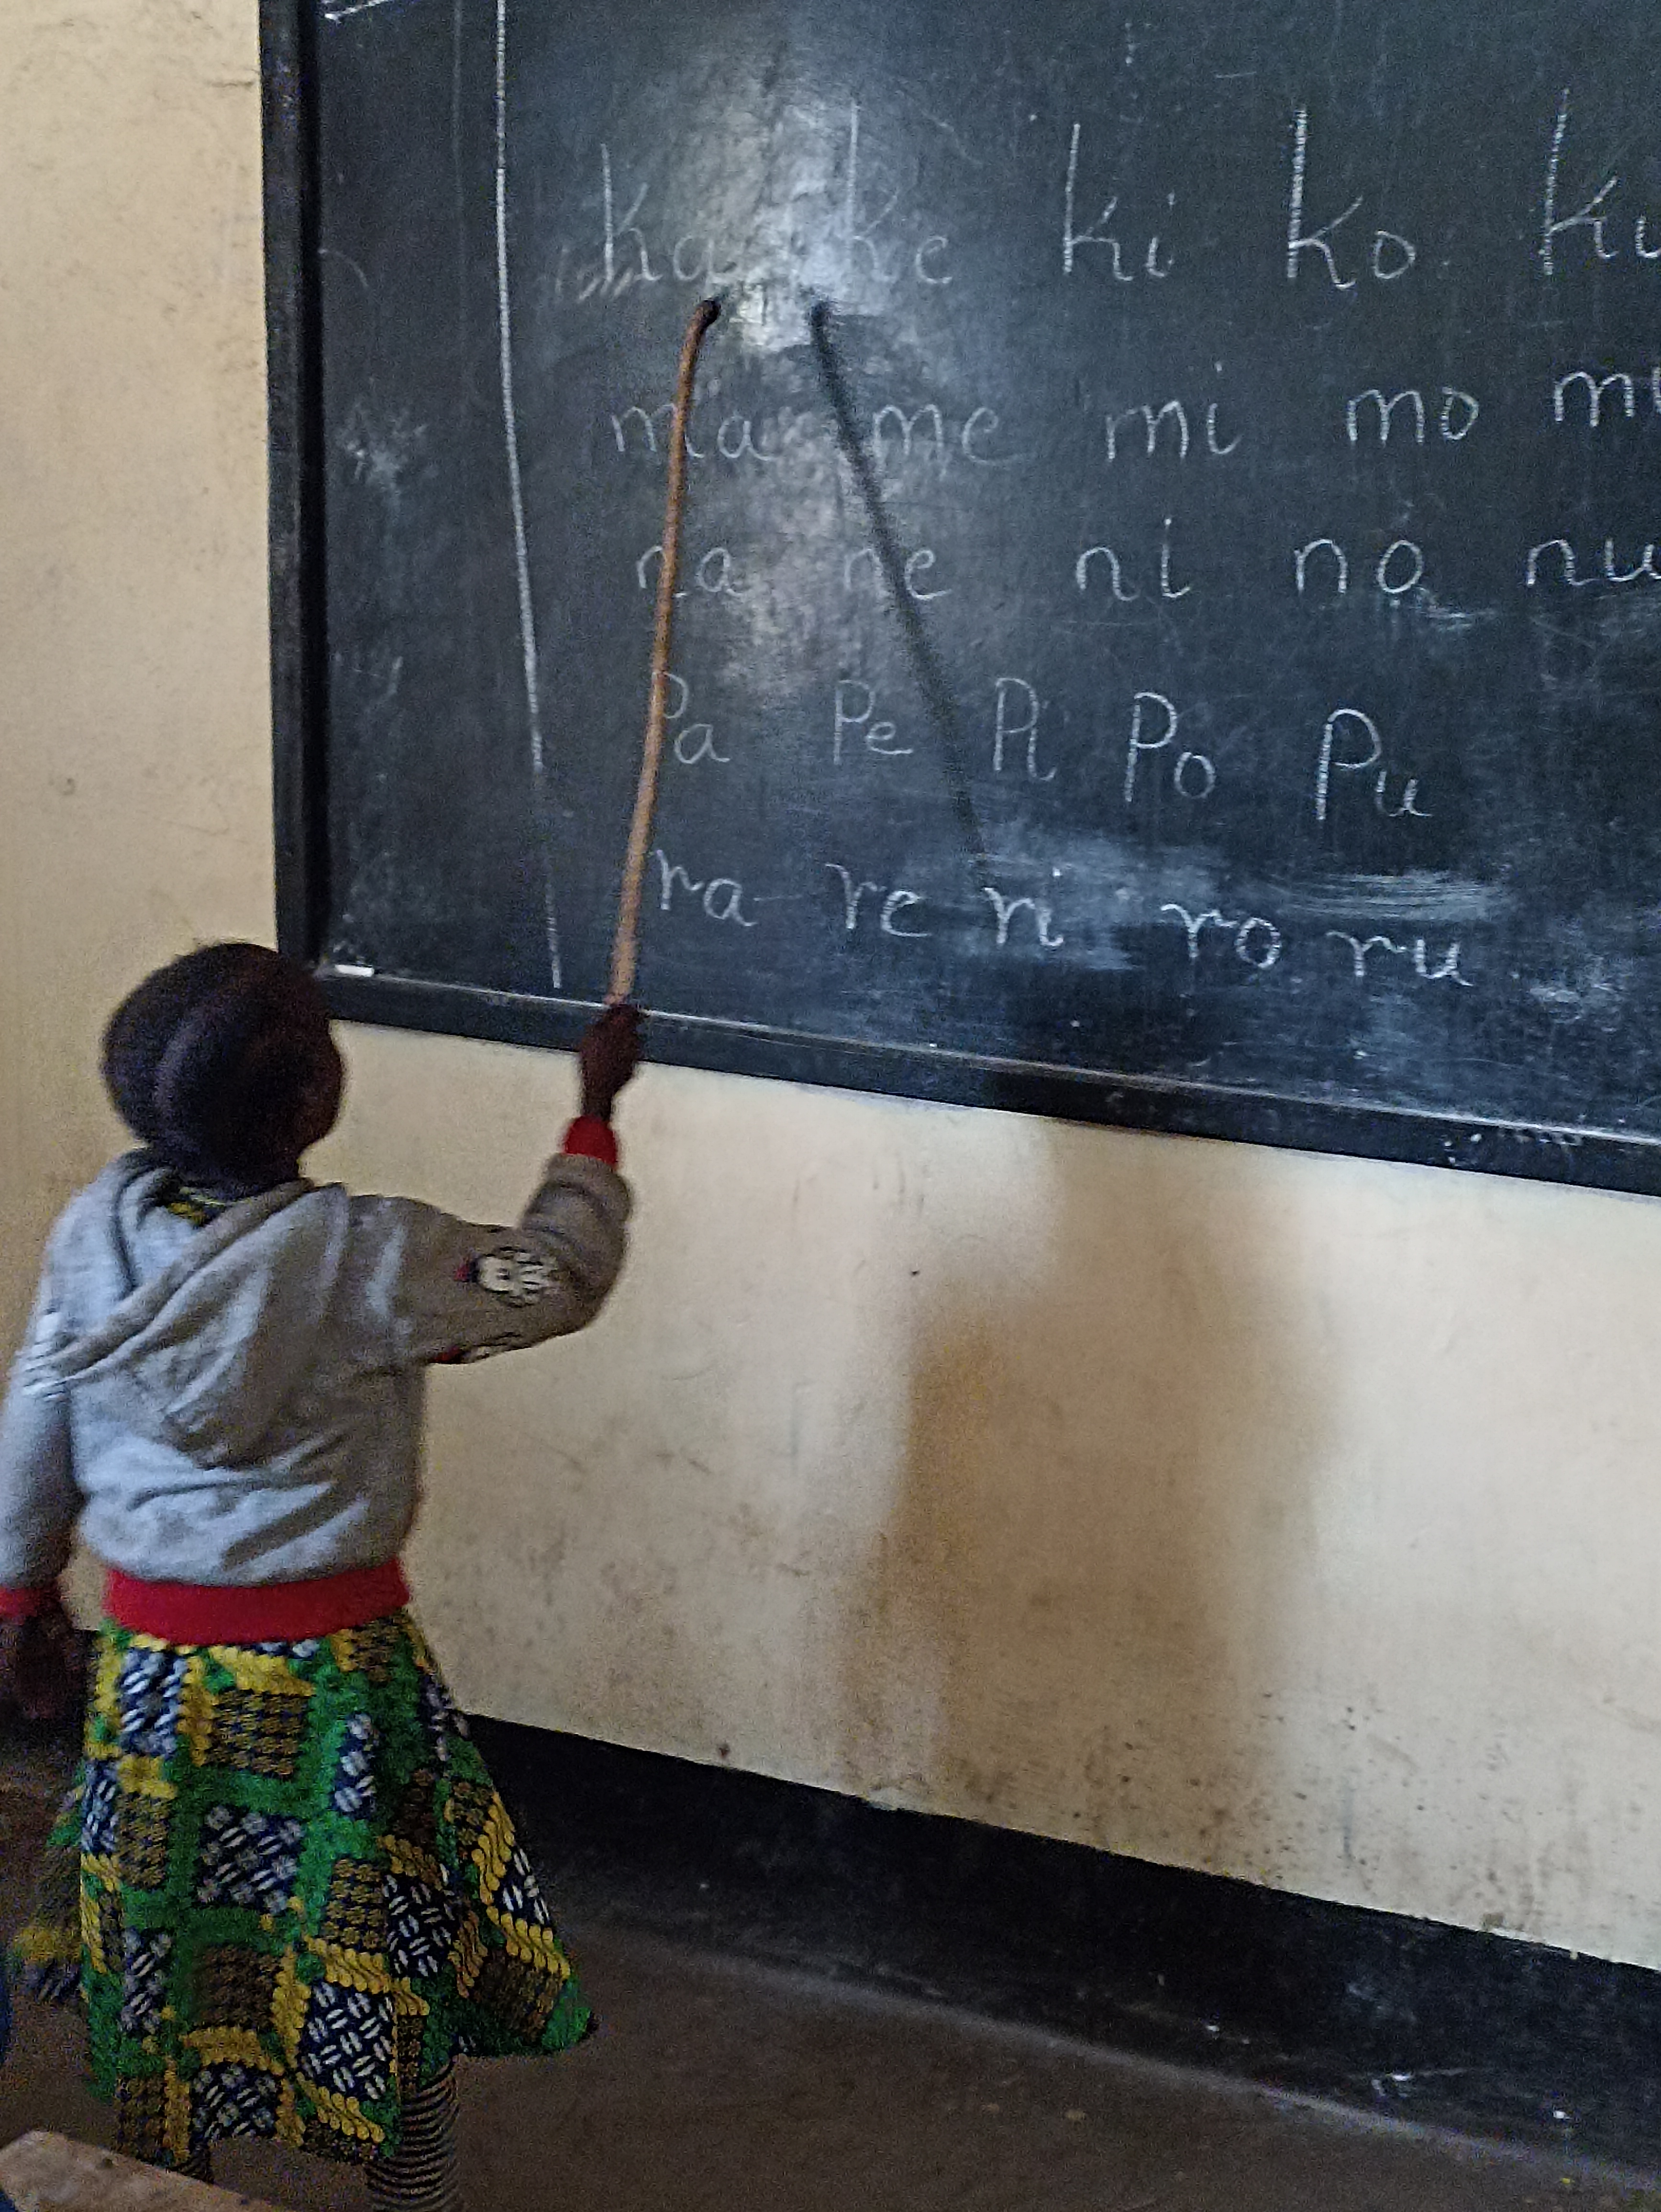 ka ke ki ko ku
ma me mi mo mu
na ne ni no nu
Pa Pe Pi Po Pu
ra re ri ro ru